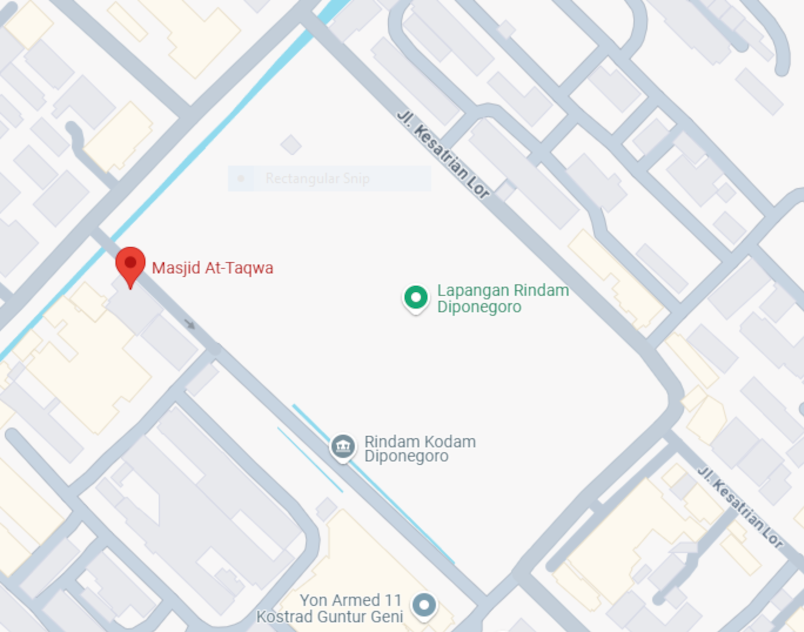 Jl. Kesatrian Lor
Rectangular Snip
Masjid At-Taqwa
Lapangan Rindam
Diponegoro
Rindam Kodam
Diponegoro
Jl. Kesatrian Lor
Yon Armed 11
Kostrad Guntur Geni